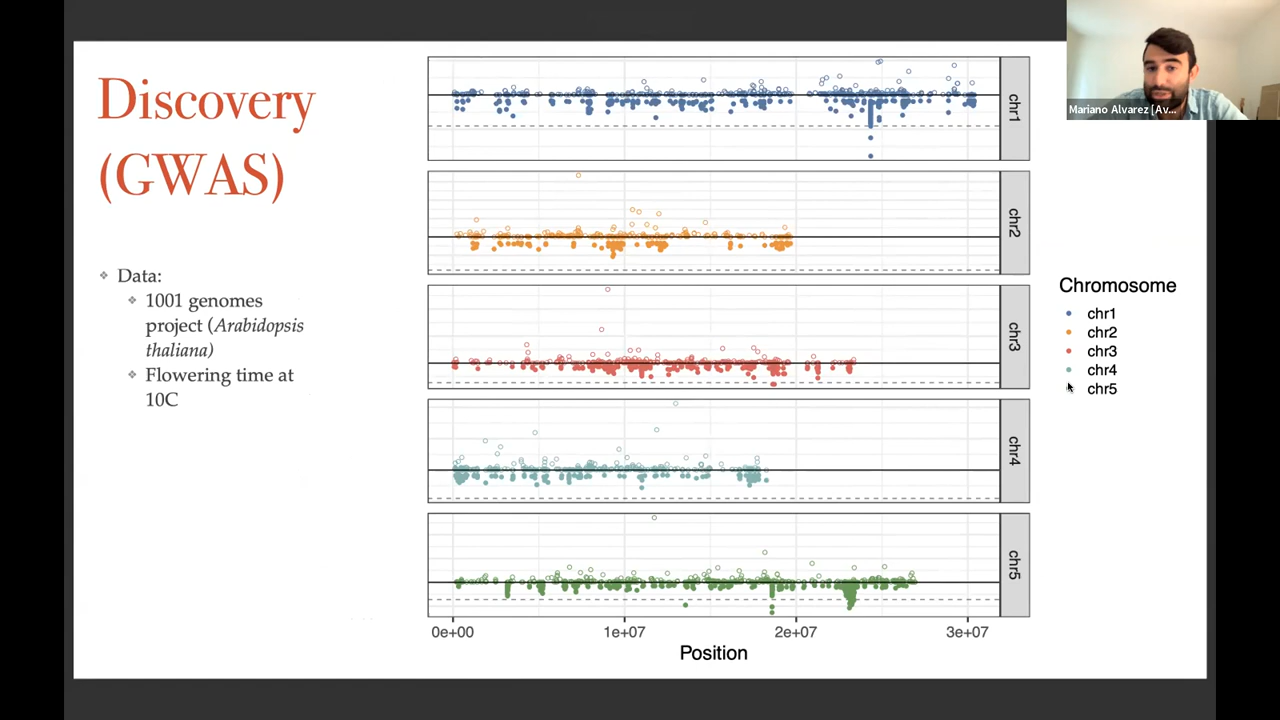 Discovery
(GWAS)
❖ Data:
❖ 1001 genomes
project (Arabidopsis
thaliana)
❖ Flowering time at
10C
chr1
chr2
chr3
chr4
chr5
0e+00
1e+07
2e+07
3e+07
Position
Chromosome
chr1
chr2
chr3
chr4
chr5
Mariano Alvarez [Av...